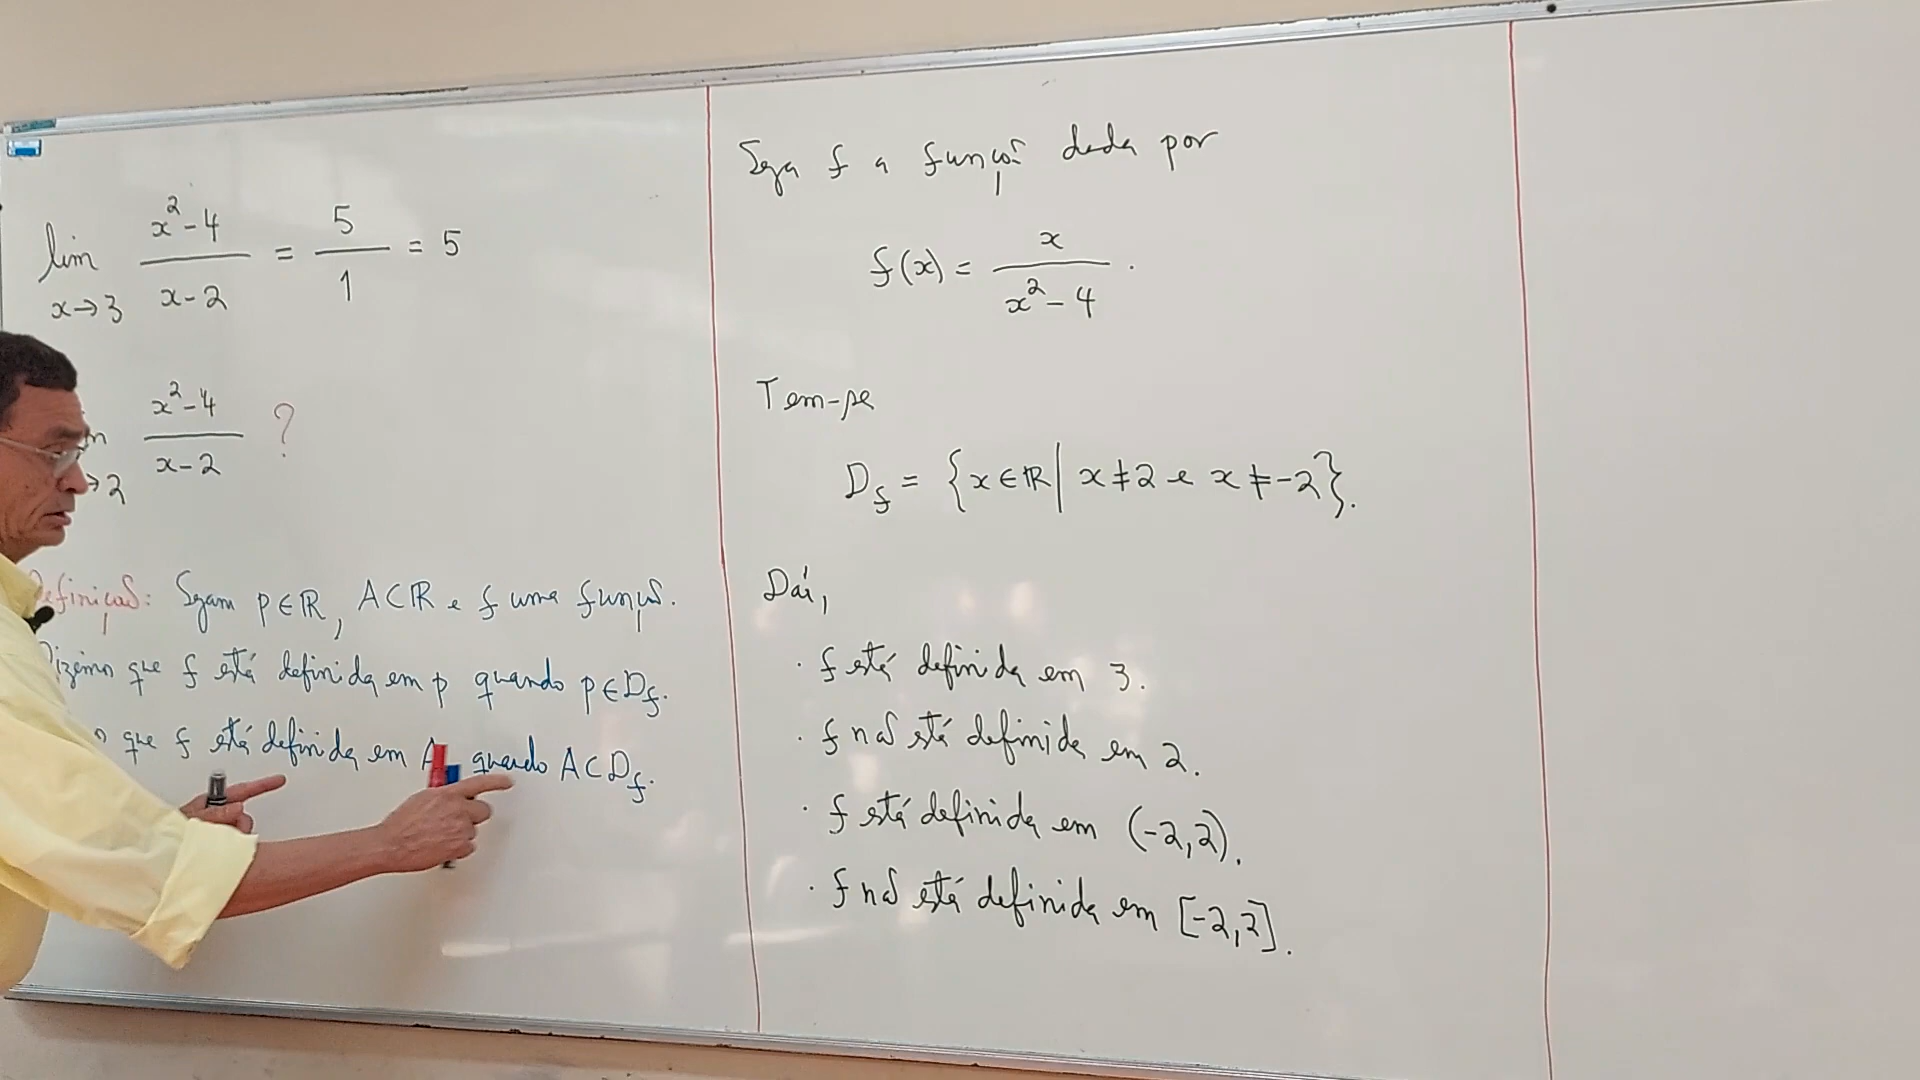 lim x→3 (x²-4)/(x-2) = 5/1 = 5
x²-4/(x-2) ?
→2
Definição: Sejam p∈ℝ, A⊂ℝ e f uma função.
Dizemos que f está definida em p quando p∈D_f.
que f está definida em A quando A⊂D_f.
Seja f a função dada por
f(x) = x/(x²-4).
Tem-se
D_f = {x∈ℝ | x≠2 e x≠-2}.
Daí,
· f está definida em 3.
· f não está definida em 2.
· f está definida em (-2,2).
· f não está definida em [-2,2].